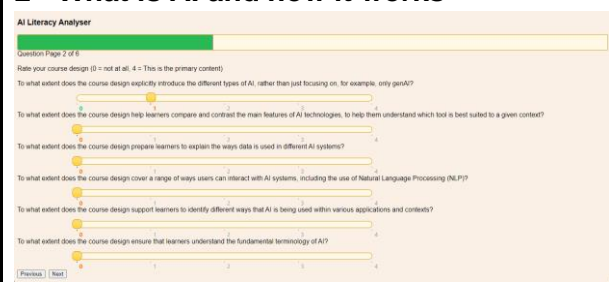 AI Literacy Analyser
Question Page 2 of 6
Rate your course design (0 = not at all, 4 = This is the primary content)
To what extent does the course design explicitly introduce the different types of AI, rather than just focusing on, for example, only genAI?
0 1 2 3 4
To what extent does the course design help learners compare and contrast the main features of AI technologies, to help them understand which tool is best suited to a given context?
0 1 2 3 4
To what extent does the course design prepare learners to explain the ways data is used in different AI systems?
0 1 2 3 4
To what extent does the course design cover a range of ways users can interact with AI systems, including the use of Natural Language Processing (NLP)?
0 1 2 3 4
To what extent does the course design support learners to identify different ways that AI is being used within various applications and contexts?
0 1 2 3 4
To what extent does the course design ensure that learners understand the fundamental terminology of AI?
0 1 2 3 4
Previous Next